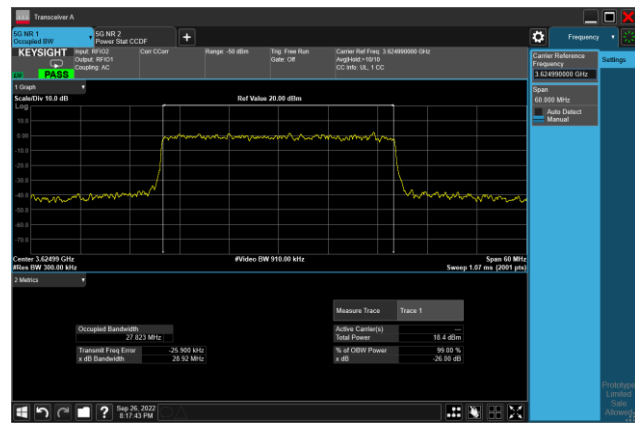 Transceiver A
5G NR 1
Occupied BW
5G NR 2
Power Stat CCDF
Frequency
KEYSIGHT
Input: RFIO2
Output: RFIO1
Coupling: AC
Corr CCorr
Range: -50 dBm
Trig: Free Run
Gate: Off
Carrier Ref Freq: 3.624990000 GHz
Avg|Hold:>10/10
CC Info: UL, 1 CC
PASS
Carrier Reference
Frequency
3.624990000 GHz
Settings
Span
60.000 MHz
Auto Detect
Manual
1 Graph
Scale/Div 10.0 dB
Ref Value 20.00 dBm
Log
10.0
0.00
-10.0
-20.0
-30.0
-40.0
-50.0
-60.0
-70.0
Center 3.62499 GHz
#Res BW 300.00 kHz
#Video BW 910.00 kHz
Span 60 MHz
Sweep 1.07 ms (2001 pts)
2 Metrics
Measure Trace
Trace 1
Occupied Bandwidth
27.823 MHz
Active Carrier(s)
---
Total Power
18.4 dBm
Transmit Freq Error
-25.900 kHz
x dB Bandwidth
28.92 MHz
% of OBW Power
99.00 %
x dB
-26.00 dB
Prototype
Limited
Sale
Allowed
?
Sep 26, 2022
8:17:43 PM